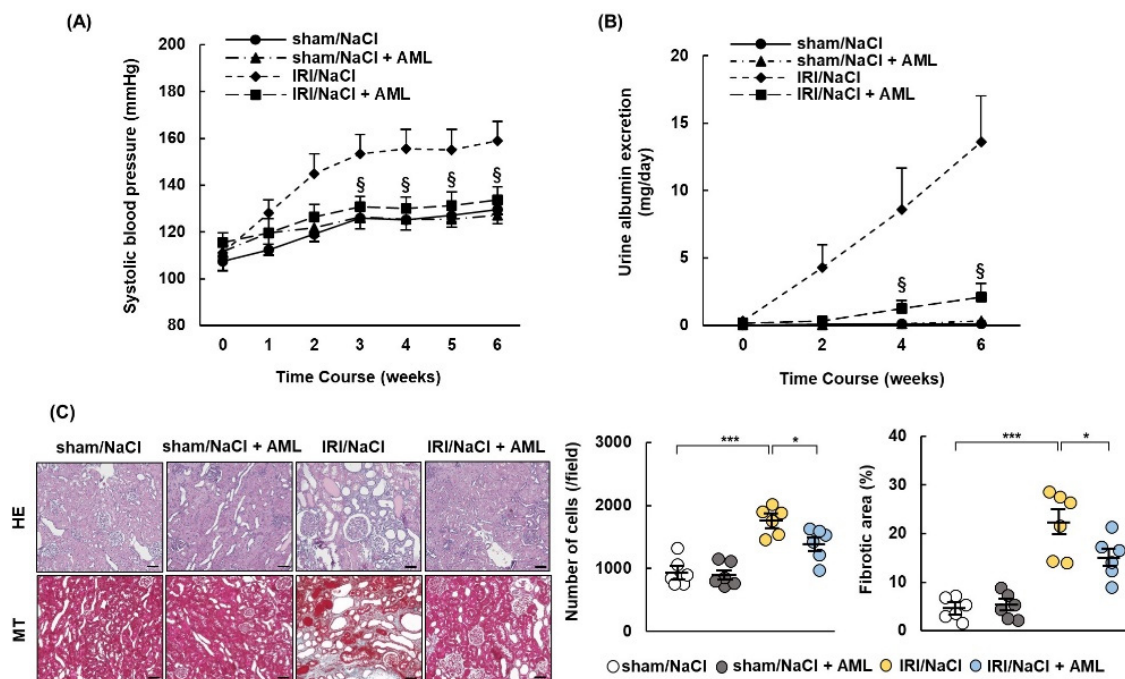 (A)
sham/NaCl
sham/NaCl + AML
IRI/NaCl
IRI/NaCl + AML
Systolic blood pressure (mmHg)
200
180
160
140
120
100
80
§ § § §
0 1 2 3 4 5 6
Time Course (weeks)
(B)
sham/NaCl
sham/NaCl + AML
IRI/NaCl
IRI/NaCl + AML
Urine albumin excretion
(mg/day)
20
15
10
5
0
§ §
0 2 4 6
Time Course (weeks)
(C)
sham/NaCl sham/NaCl + AML IRI/NaCl IRI/NaCl + AML
HE
MT
Number of cells (/field)
3000
2000
1000
0
*** *
Fibrotic area (%)
40
30
20
10
0
*** *
sham/NaCl sham/NaCl + AML IRI/NaCl IRI/NaCl + AML